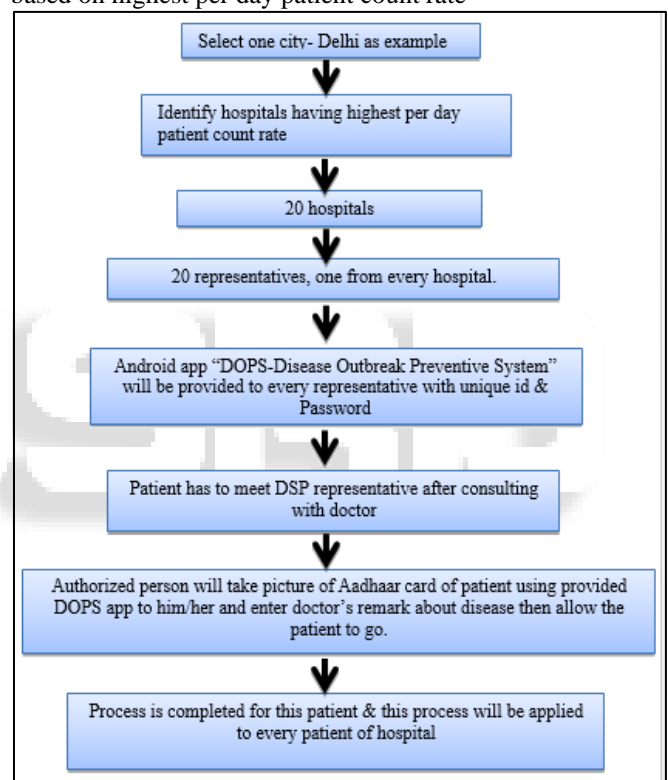 based on highest per day patient count rate
Select one city- Delhi as example
Identify hospitals having highest per day
patient count rate
20 hospitals
20 representatives, one from every hospital.
Android app “DOPS-Disease Outbreak Preventive System”
will be provided to every representative with unique id &
Password
Patient has to meet DSP representative after consulting
with doctor
Authorized person will take picture of Aadhaar card of patient using provided
DOPS app to him/her and enter doctor’s remark about disease then allow the
patient to go.
Process is completed for this patient & this process will be applied
to every patient of hospital